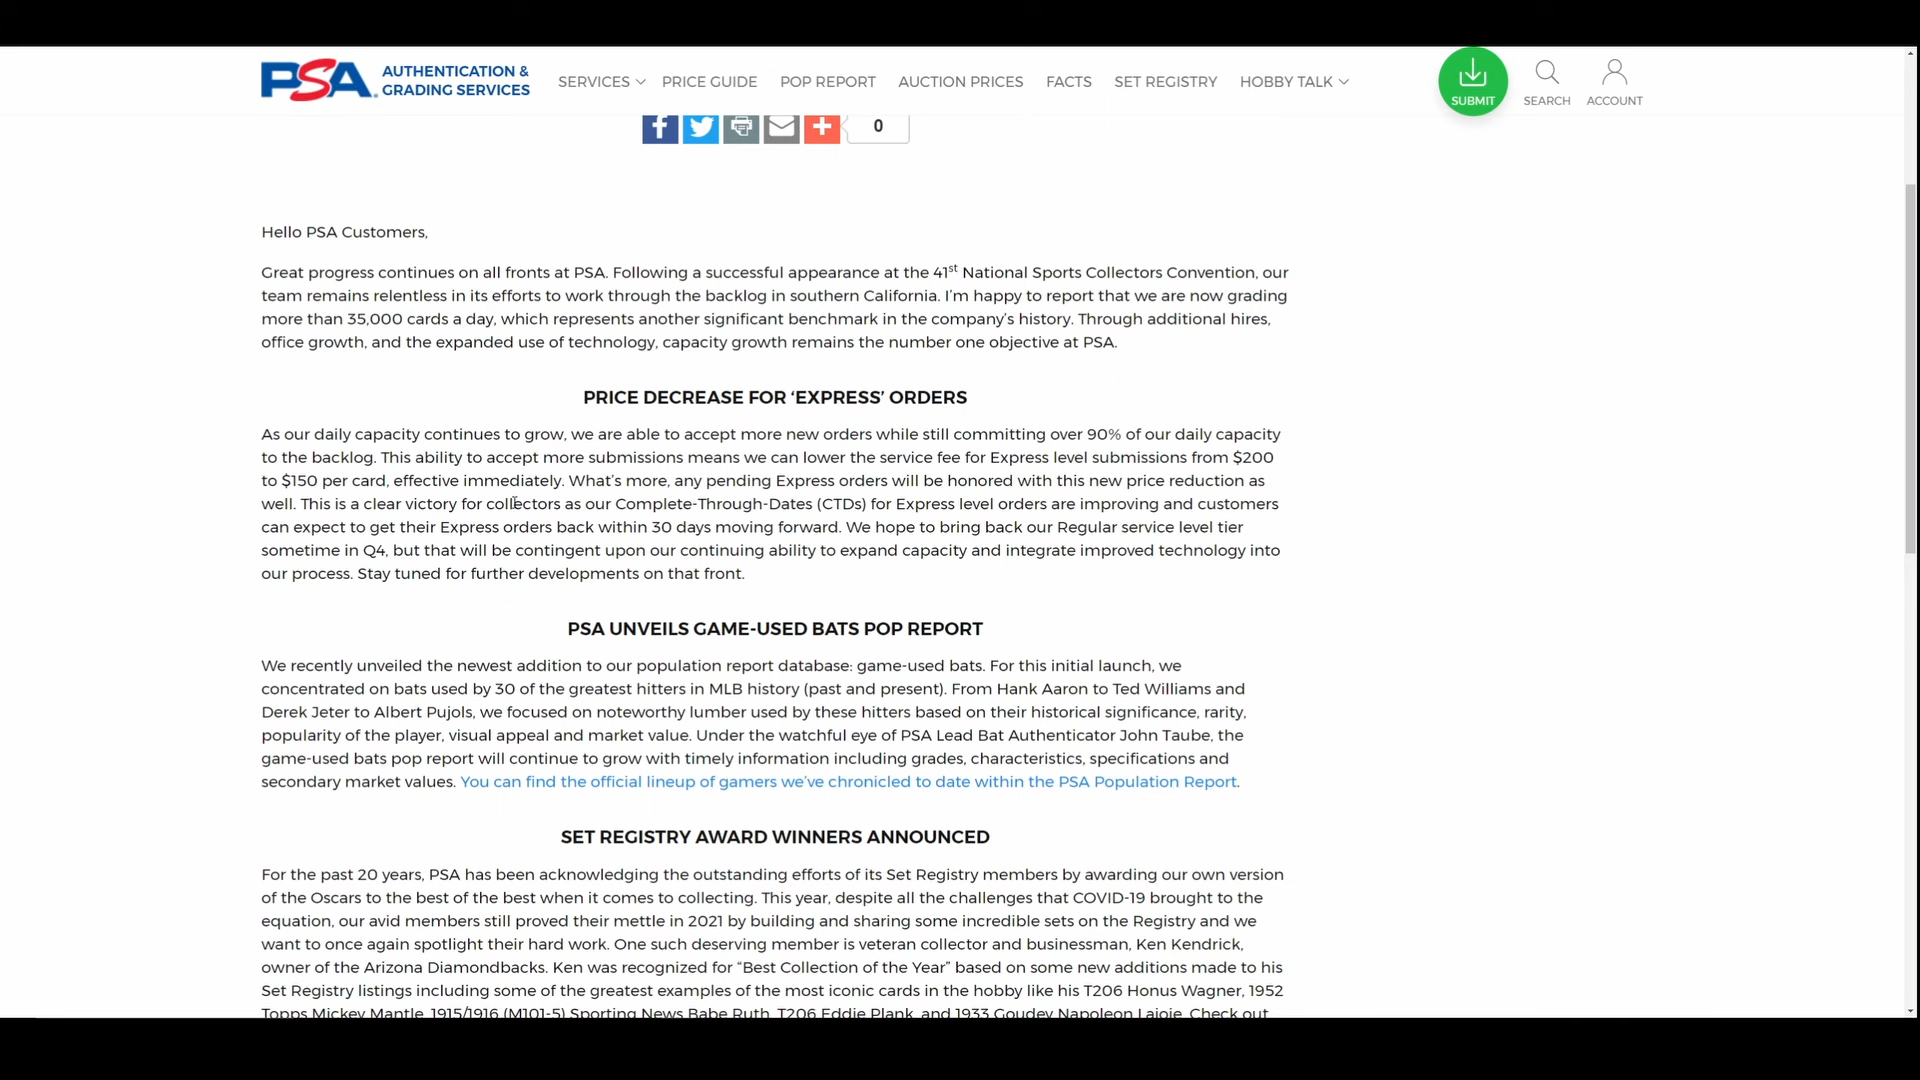 PSA AUTHENTICATION &
GRADING SERVICES
SERVICES PRICE GUIDE POP REPORT AUCTION PRICES FACTS SET REGISTRY HOBBY TALK
SUBMIT SEARCH ACCOUNT
0
Hello PSA Customers,
Great progress continues on all fronts at PSA. Following a successful appearance at the 41st National Sports Collectors Convention, our
team remains relentless in its efforts to work through the backlog in southern California. I'm happy to report that we are now grading
more than 35,000 cards a day, which represents another significant benchmark in the company's history. Through additional hires,
office growth, and the expanded use of technology, capacity growth remains the number one objective at PSA.
PRICE DECREASE FOR 'EXPRESS' ORDERS
As our daily capacity continues to grow, we are able to accept more new orders while still committing over 90% of our daily capacity
to the backlog. This ability to accept more submissions means we can lower the service fee for Express level submissions from $200
to $150 per card, effective immediately. What's more, any pending Express orders will be honored with this new price reduction as
well. This is a clear victory for collectors as our Complete-Through-Dates (CTDs) for Express level orders are improving and customers
can expect to get their Express orders back within 30 days moving forward. We hope to bring back our Regular service level tier
sometime in Q4, but that will be contingent upon our continuing ability to expand capacity and integrate improved technology into
our process. Stay tuned for further developments on that front.
PSA UNVEILS GAME-USED BATS POP REPORT
We recently unveiled the newest addition to our population report database: game-used bats. For this initial launch, we
concentrated on bats used by 30 of the greatest hitters in MLB history (past and present). From Hank Aaron to Ted Williams and
Derek Jeter to Albert Pujols, we focused on noteworthy lumber used by these hitters based on their historical significance, rarity,
popularity of the player, visual appeal and market value. Under the watchful eye of PSA Lead Bat Authenticator John Taube, the
game-used bats pop report will continue to grow with timely information including grades, characteristics, specifications and
secondary market values. You can find the official lineup of gamers we've chronicled to date within the PSA Population Report.
SET REGISTRY AWARD WINNERS ANNOUNCED
For the past 20 years, PSA has been acknowledging the outstanding efforts of its Set Registry members by awarding our own version
of the Oscars to the best of the best when it comes to collecting. This year, despite all the challenges that COVID-19 brought to the
equation, our avid members still proved their mettle in 2021 by building and sharing some incredible sets on the Registry and we
want to once again spotlight their hard work. One such deserving member is veteran collector and businessman, Ken Kendrick,
owner of the Arizona Diamondbacks. Ken was recognized for "Best Collection of the Year" based on some new additions made to his
Set Registry listings including some of the greatest examples of the most iconic cards in the hobby like his T206 Honus Wagner, 1952
Topps Mickey Mantle, 1915/1916 (M101-5) Sporting News Babe Ruth, T206 Eddie Plank, and 1933 Goudey Napoleon Lajoie. Check out